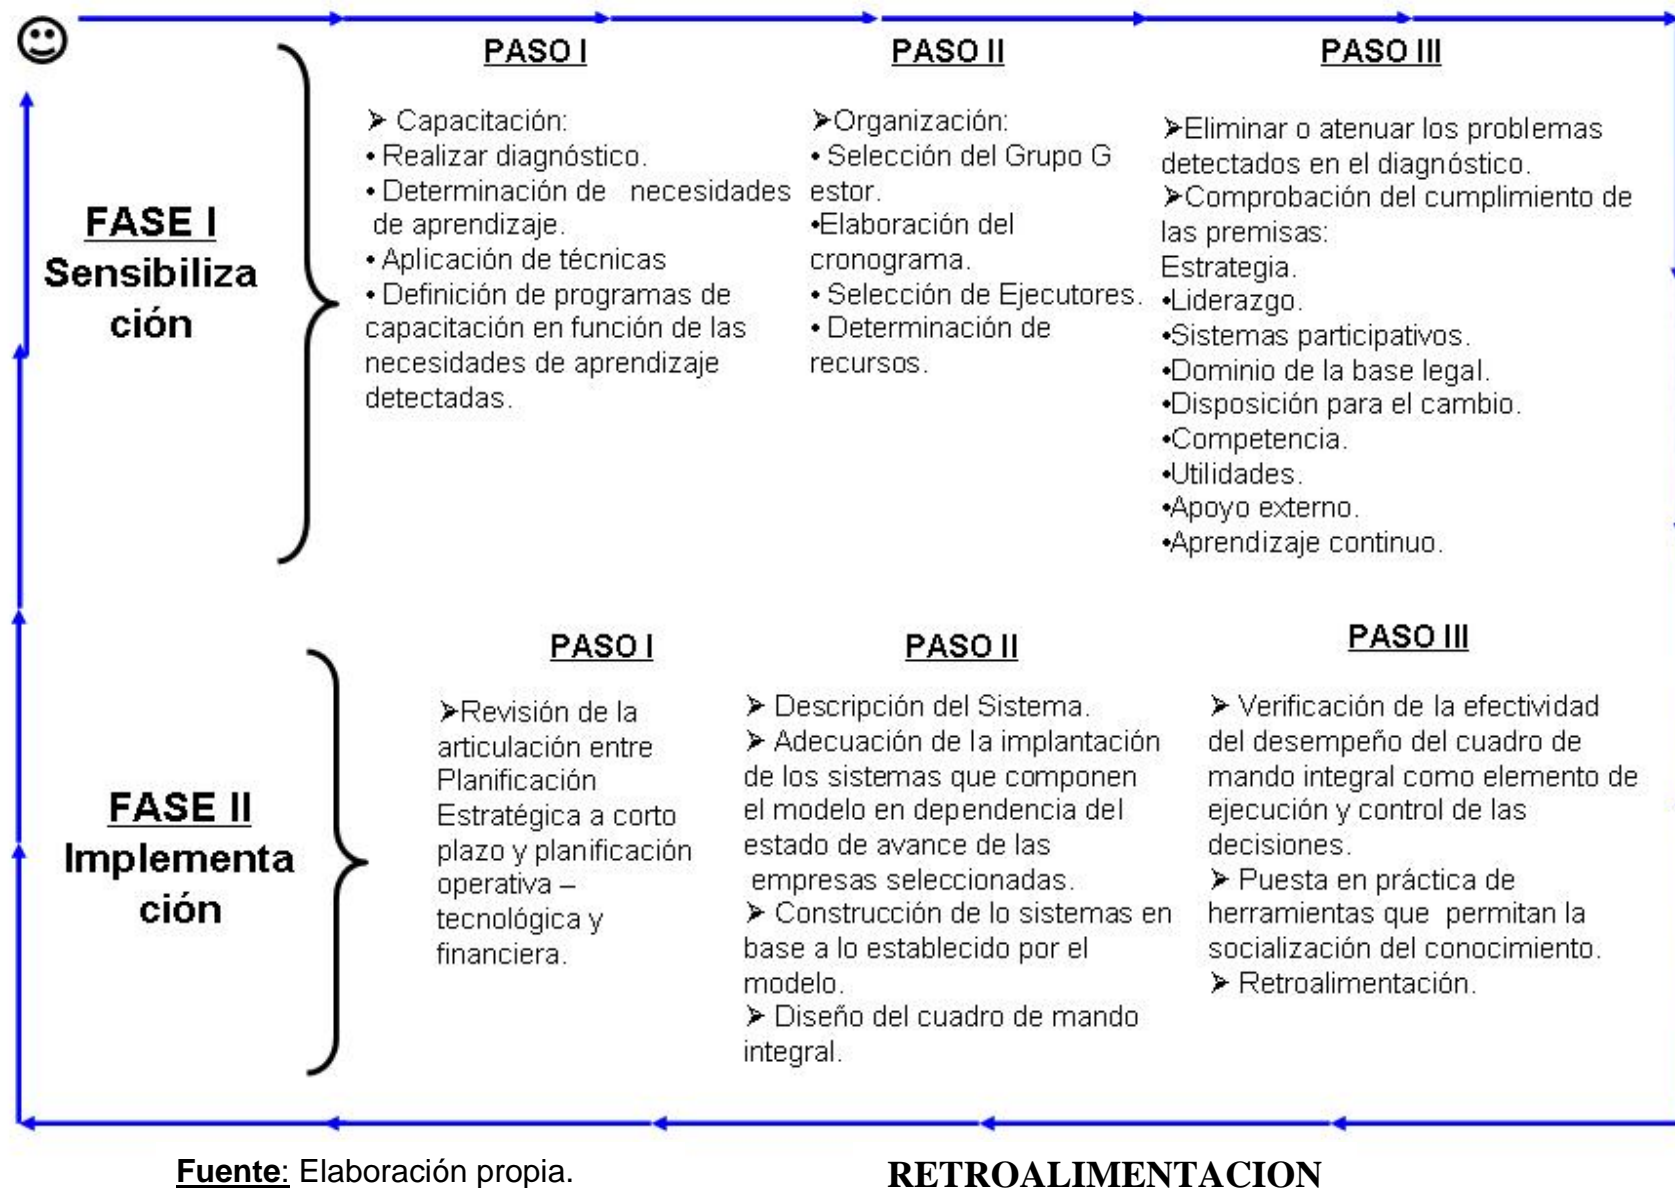 PASO I
PASO II
PASO III
FASE I
Sensibiliza
ción
➢ Capacitación:
• Realizar diagnóstico.
• Determinación de necesidades
de aprendizaje.
• Aplicación de técnicas
• Definición de programas de
capacitación en función de las
necesidades de aprendizaje
detectadas.
➢Organización:
• Selección del Grupo G
estor.
•Elaboración del
cronograma.
• Selección de Ejecutores.
• Determinación de
recursos.
➢Eliminar o atenuar los problemas
detectados en el diagnóstico.
➢Comprobación del cumplimiento de
las premisas:
Estrategia.
•Liderazgo.
•Sistemas participativos.
•Dominio de la base legal.
•Disposición para el cambio.
•Competencia.
•Utilidades.
•Apoyo externo.
•Aprendizaje continuo.
PASO I
PASO II
PASO III
FASE II
Implementa
ción
➢Revisión de la
articulación entre
Planificación
Estratégica a corto
plazo y planificación
operativa –
tecnológica y
financiera.
➢ Descripción del Sistema.
➢ Adecuación de la implantación
de los sistemas que componen
el modelo en dependencia del
estado de avance de las
empresas seleccionadas.
➢ Construcción de lo sistemas en
base a lo establecido por el
modelo.
➢ Diseño del cuadro de mando
integral.
➢ Verificación de la efectividad
del desempeño del cuadro de
mando integral como elemento de
ejecución y control de las
decisiones.
➢ Puesta en práctica de
herramientas que permitan la
socialización del conocimiento.
➢ Retroalimentación.
Fuente: Elaboración propia.
RETROALIMENTACION